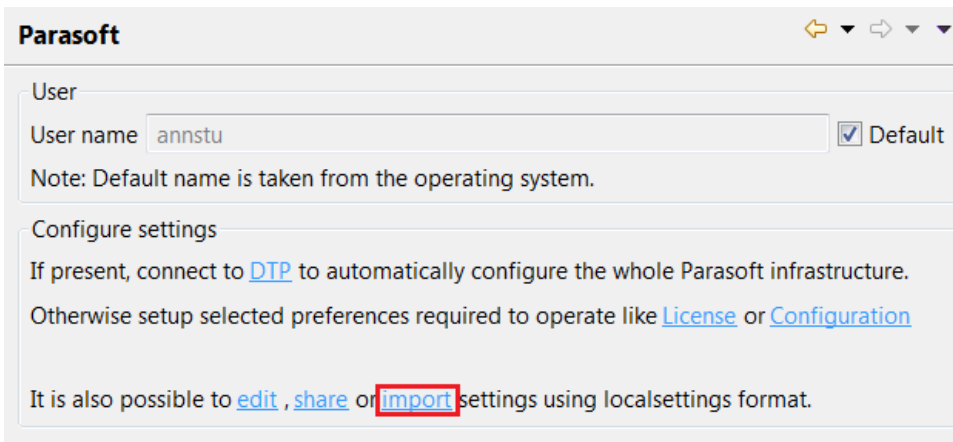 Parasoft
User
User name annstu Default
Note: Default name is taken from the operating system.
Configure settings
If present, connect to DTP to automatically configure the whole Parasoft infrastructure.
Otherwise setup selected preferences required to operate like License or Configuration
It is also possible to edit , share or import settings using localsettings format.